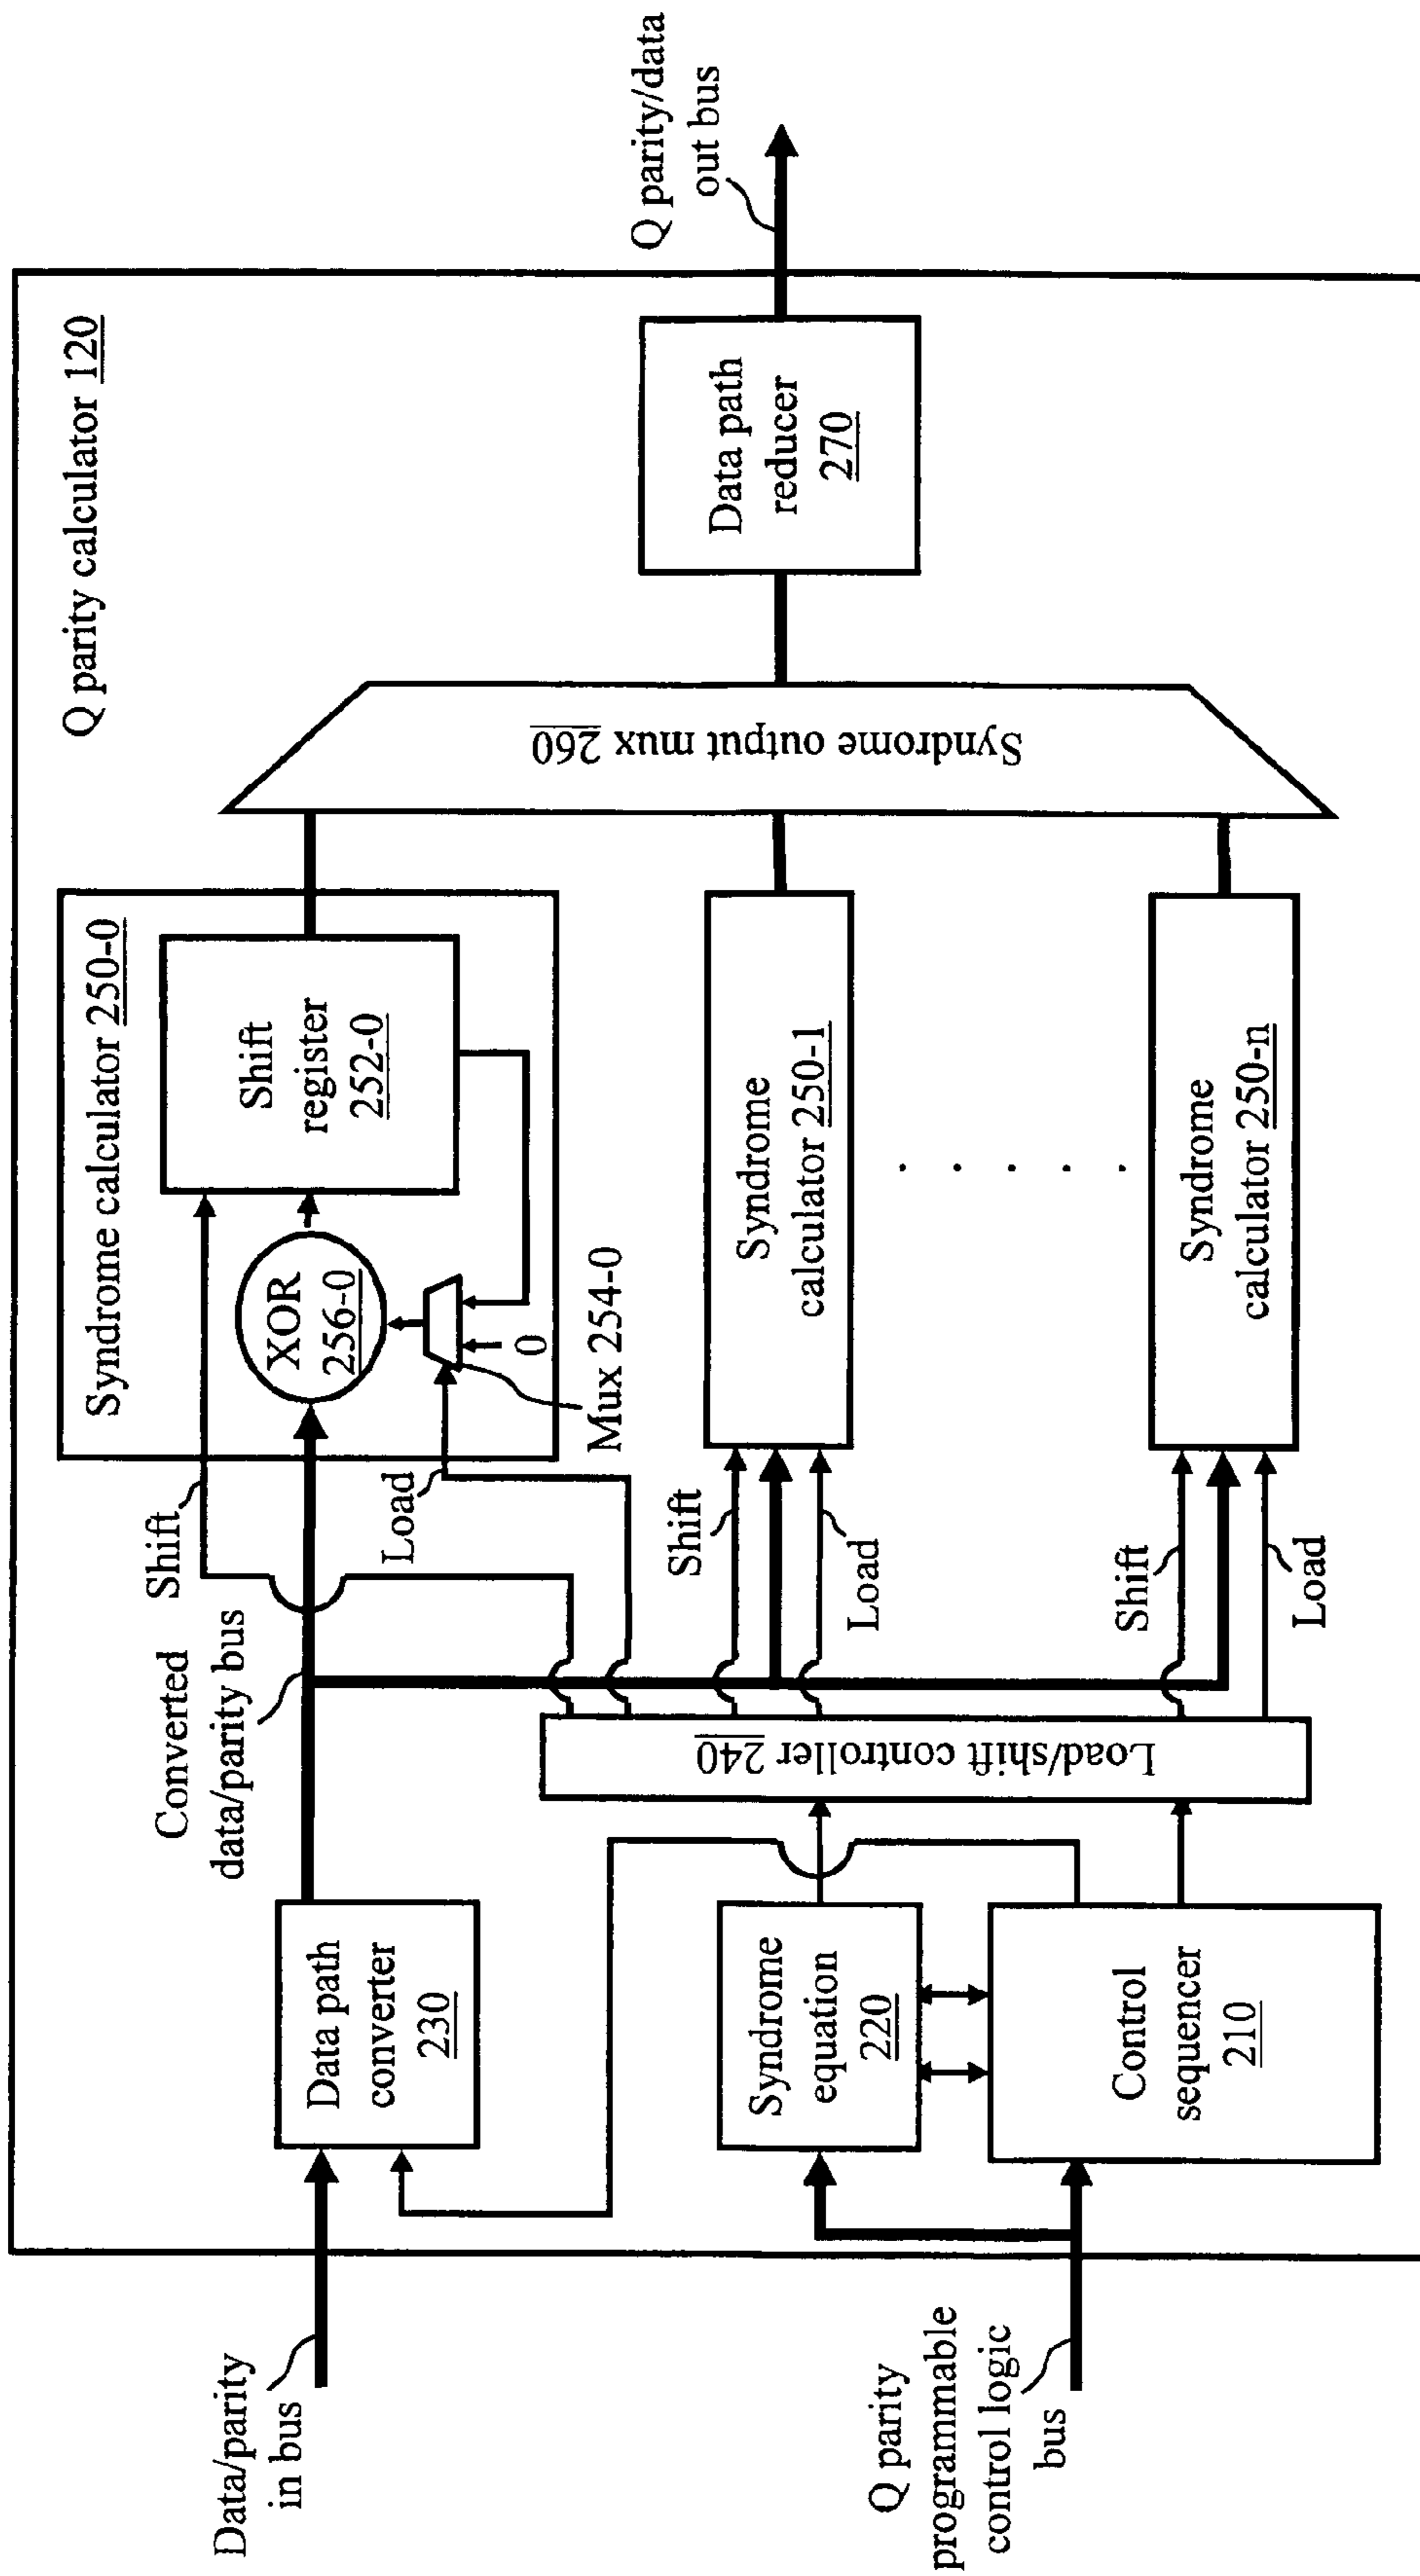 Q parity calculator 120
Data/parity
in bus
Data path
converter
230
Converted
data/parity bus
Shift
Load
Syndrome calculator 250-0
XOR
256-0
Shift
register
252-0
0
Mux 254-0
Q parity
programmable
control logic
bus
Syndrome
equation
220
Control
sequencer
210
Load/shift controller 240
Shift
Load
Syndrome
calculator 250-1
. . . . .
Shift
Load
Syndrome
calculator 250-n
Syndrome output mux 260
Data path
reducer
270
Q parity/data
out bus